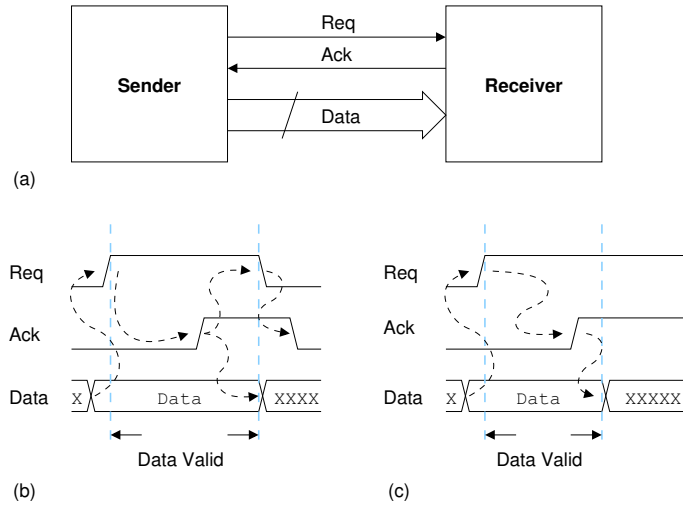 Req
Ack
Sender
Receiver
Data
(a)
Req
Ack
Data
X
Data
XXXX
Data Valid
(b)
Req
Ack
Data
X
Data
XXXXX
Data Valid
(c)